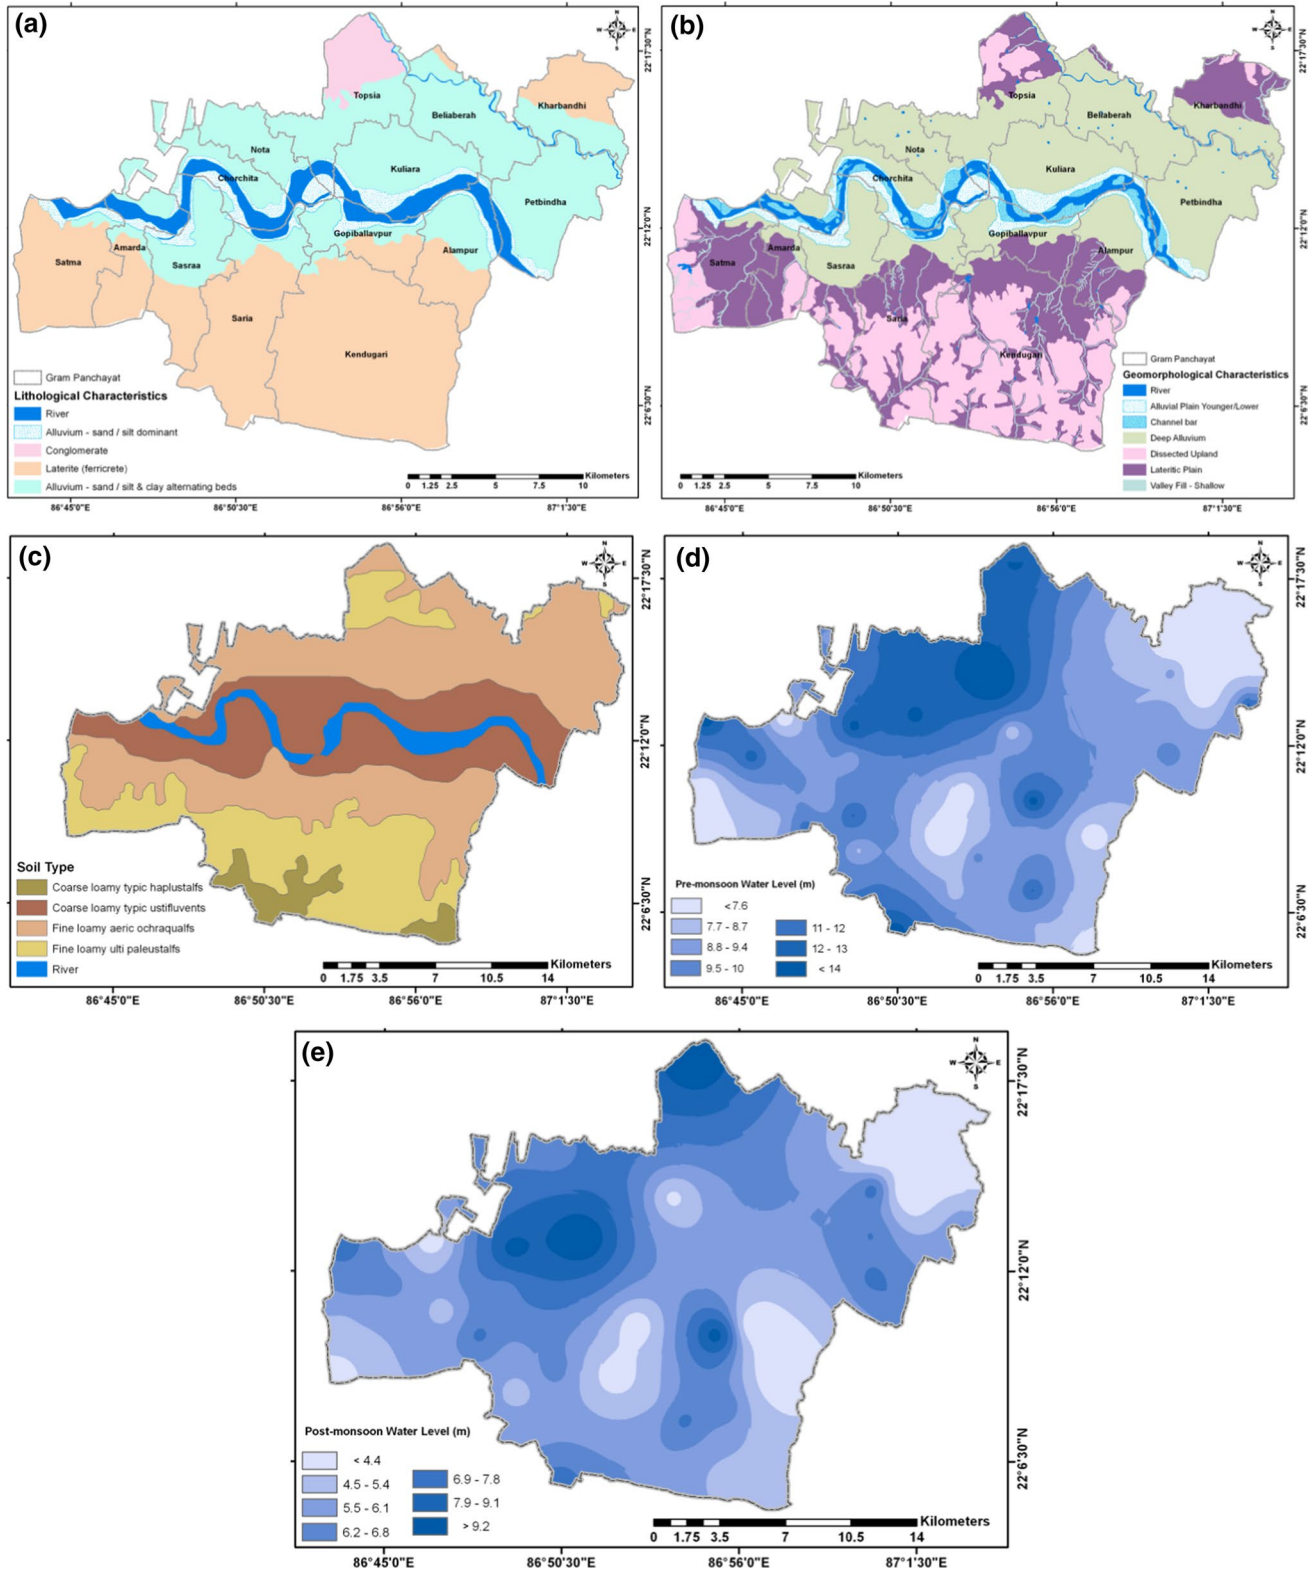 (a)
N
W E
S
22°17'30"N
Topsia
Kharbandhi
Beliaberah
Nota
Kuliara
Chorchita
Petbindha
Gopiballavpur
22°12'0"N
Amarda
Alampur
Satma
Sasraa
Saria
Kendugari
Gram Panchayat
Lithological Characteristics
River
Alluvium - sand / silt dominant
Conglomerate
Laterite (ferricrete)
Alluvium - sand / silt & clay alternating beds
22°6'30"N
Kilometers
0 1.25 2.5 5 7.5 10
86°45'0"E 86°50'30"E 86°56'0"E 87°1'30"E
(b)
N
W E
S
22°17'30"N
Topsia
Kharbandhi
Bellaberah
Nota
Kuliara
Chorchita
Petbindha
Gopiballavpur
22°12'0"N
Amarda
Alampur
Satma
Sasraa
Saria
Kendugari
Gram Panchayat
Geomorphological Characteristics
River
Alluvial Plain Younger/Lower
Channel bar
Deep Alluvium
Dissected Upland
Lateritic Plain
Valley Fill - Shallow
22°6'30"N
Kilometers
0 1.25 2.5 5 7.5 10
86°45'0"E 86°50'30"E 86°56'0"E 87°1'30"E
(c)
N
W E
S
22°17'30"N
22°12'0"N
22°6'30"N
Soil Type
Coarse loamy typic haplustalfs
Coarse loamy typic ustifluvents
Fine loamy aeric ochraqualfs
Fine loamy ulti paleustalfs
River
Kilometers
0 1.75 3.5 7 10.5 14
86°45'0"E 86°50'30"E 86°56'0"E 87°1'30"E
(d)
N
W E
S
22°17'30"N
22°12'0"N
22°6'30"N
Pre-monsoon Water Level (m)
<7.6
7.7 - 8.7
8.8 - 9.4
9.5 - 10
11 - 12
12 - 13
< 14
Kilometers
0 1.75 3.5 7 10.5 14
86°45'0"E 86°50'30"E 86°56'0"E 87°1'30"E
(e)
N
W E
S
22°17'30"N
22°12'0"N
22°6'30"N
Post-monsoon Water Level (m)
< 4.4
4.5 - 5.4
5.5 - 6.1
6.2 - 6.8
6.9 - 7.8
7.9 - 9.1
> 9.2
Kilometers
0 1.75 3.5 7 10.5 14
86°45'0"E 86°50'30"E 86°56'0"E 87°1'30"E